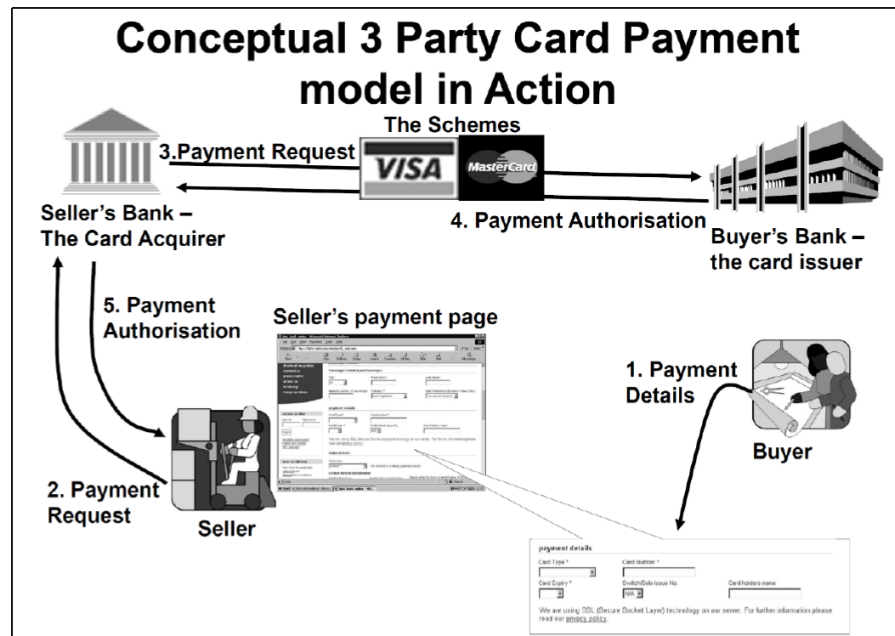 Conceptual 3 Party Card Payment
model in Action
The Schemes
3.Payment Request
VISA
MasterCard
4. Payment Authorisation
Seller's Bank –
The Card Acquirer
Buyer's Bank –
the card issuer
5. Payment
Authorisation
Seller's payment page
1. Payment
Details
Buyer
2. Payment
Request
Seller
payment details
Card Type *
Card Number *
Card Expiry *
Switch/Solo Issue No.
Card holders name
N/A
We are using SSL (Secure Socket Layer) technology on our server. For further information please
read our privacy policy.